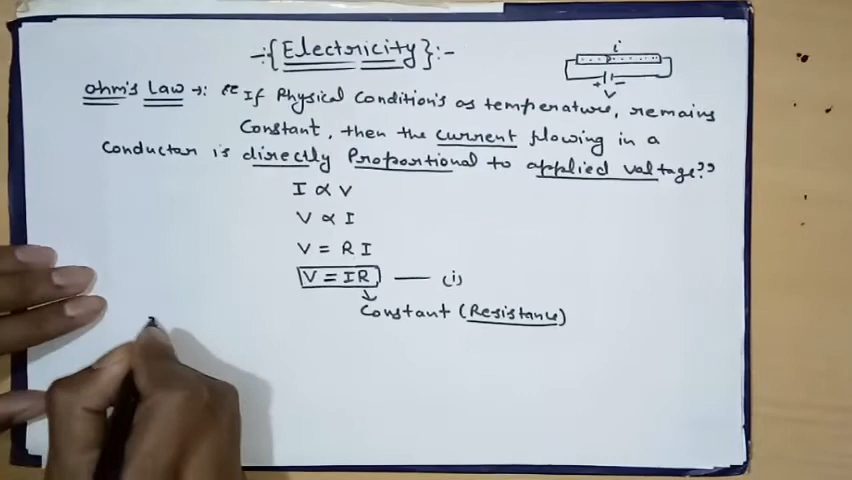 -:{Electricity}:-
i
+ -
V
ohm's Law →: "If Physical Condition's as temperature, remains
Constant, then the current flowing in a
Conductor is directly Proportional to applied valtage"
I ∝ V
V ∝ I
V = R I
V = IR —— (i)
Constant (Resistance)